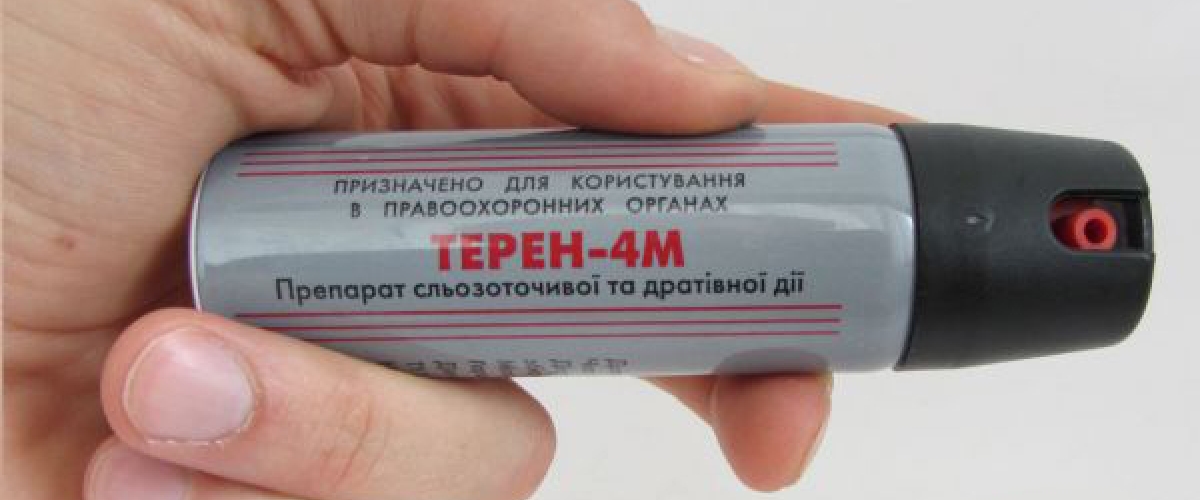 ПРИЗНАЧЕНО ДЛЯ КОРИСТУВАННЯ
В ПРАВООХОРОННИХ ОРГАНАХ
ТЕРЕН-4М
Препарат сльозоточивої та дратівної дії